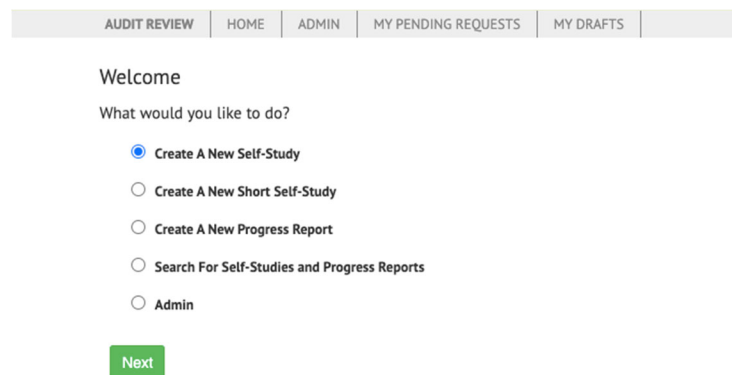 AUDIT REVIEW HOME ADMIN MY PENDING REQUESTS MY DRAFTS
Welcome
What would you like to do?
Create A New Self-Study
Create A New Short Self-Study
Create A New Progress Report
Search For Self-Studies and Progress Reports
Admin
Next